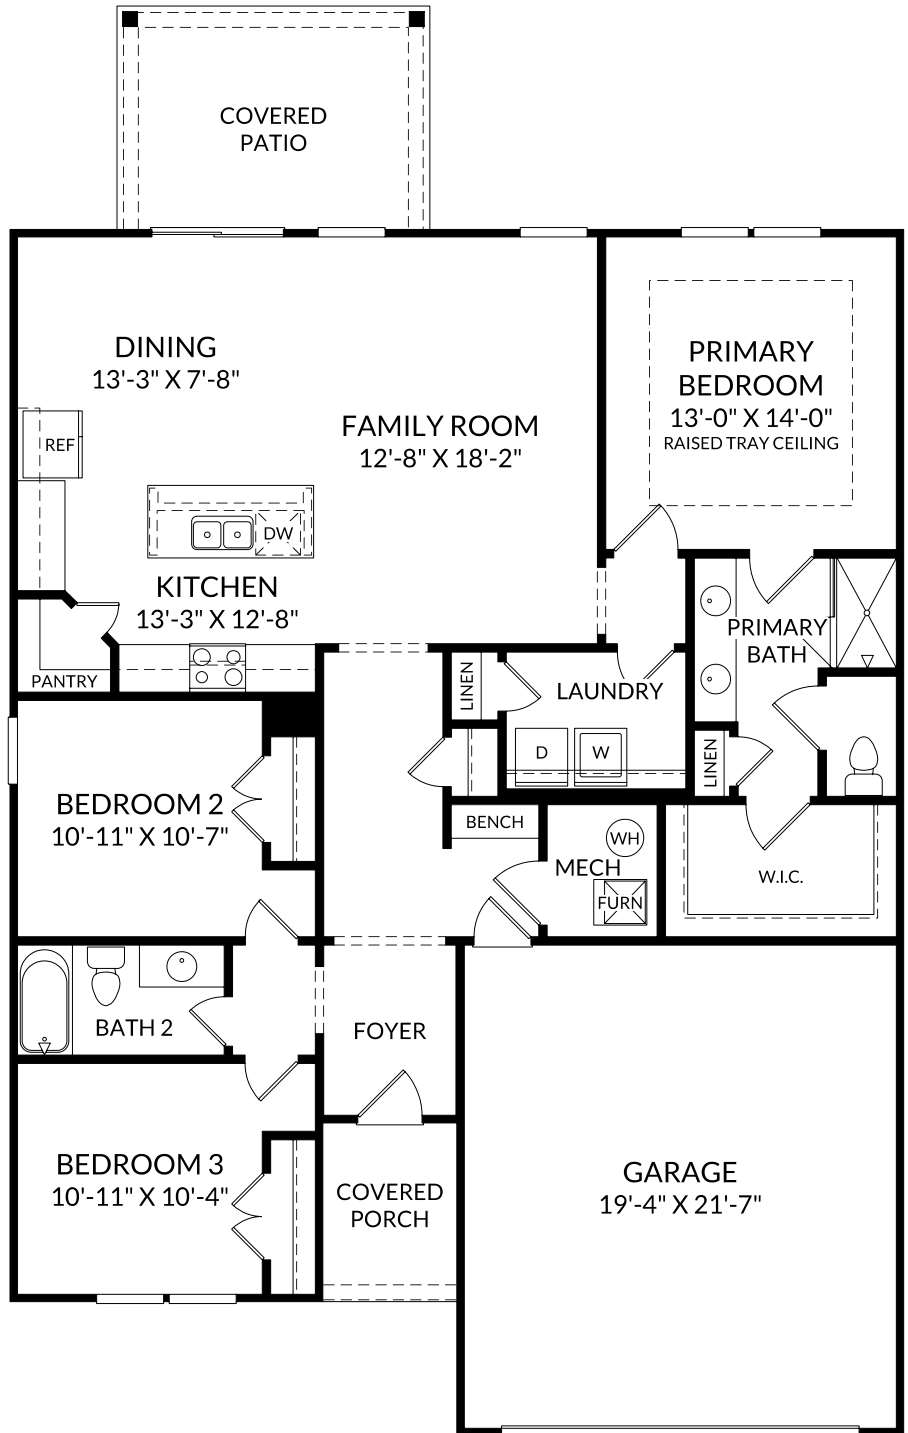 COVERED
PATIO
DINING
13'-3" X 7'-8"
PRIMARY
BEDROOM
13'-0" X 14'-0"
RAISED TRAY CEILING
FAMILY ROOM
12'-8" X 18'-2"
REF
DW
KITCHEN
13'-3" X 12'-8"
PRIMARY
BATH
PANTRY
LINEN
LAUNDRY
D
W
LINEN
BEDROOM 2
10'-11" X 10'-7"
BENCH
WH
MECH
FURN
W.I.C.
BATH 2
FOYER
BEDROOM 3
10'-11" X 10'-4"
COVERED
PORCH
GARAGE
19'-4" X 21'-7"